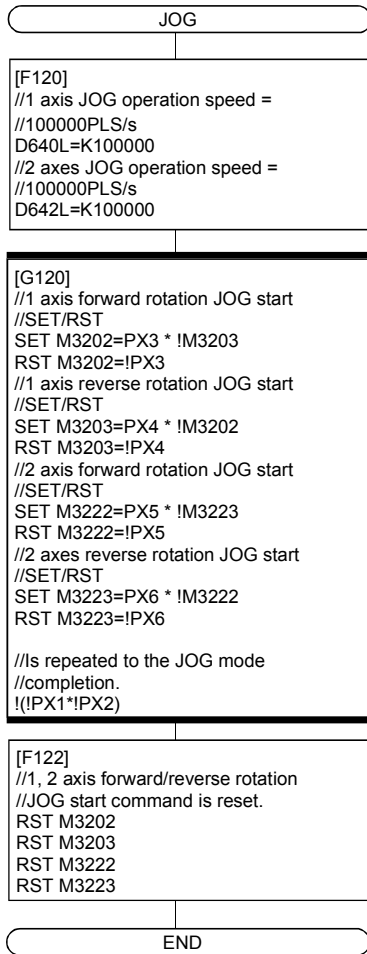 JOG
[F120]
//1 axis JOG operation speed =
//100000PLS/s
D640L=K100000
//2 axes JOG operation speed =
//100000PLS/s
D642L=K100000
[G120]
//1 axis forward rotation JOG start
//SET/RST
SET M3202=PX3 * !M3203
RST M3202=!PX3
//1 axis reverse rotation JOG start
//SET/RST
SET M3203=PX4 * !M3202
RST M3203=!PX4
//2 axis forward rotation JOG start
//SET/RST
SET M3222=PX5 * !M3223
RST M3222=!PX5
//2 axes reverse rotation JOG start
//SET/RST
SET M3223=PX6 * !M3222
RST M3223=!PX6
//Is repeated to the JOG mode
//completion.
!(!PX1*!PX2)
[F122]
//1, 2 axis forward/reverse rotation
//JOG start command is reset.
RST M3202
RST M3203
RST M3222
RST M3223
END